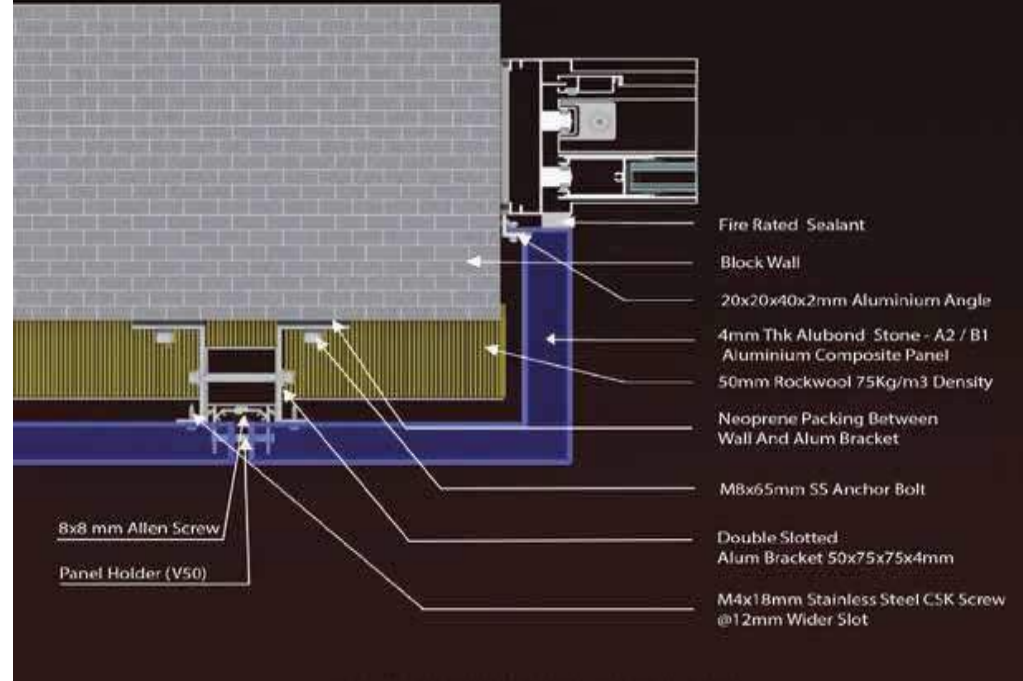 Fire Rated Sealant
Block Wall
20x20x40x2mm Aluminium Angle
4mm Thk Alubond Stone - A2 / B1
Aluminium Composite Panel
50mm Rockwool 75Kg/m3 Density
Neoprene Packing Between
Wall And Alum Bracket
M8x65mm SS Anchor Bolt
Double Slotted
Alum Bracket 50x75x75x4mm
M4x18mm Stainless Steel CSK Screw
@12mm Wider Slot
8x8 mm Allen Screw
Panel Holder (V50)